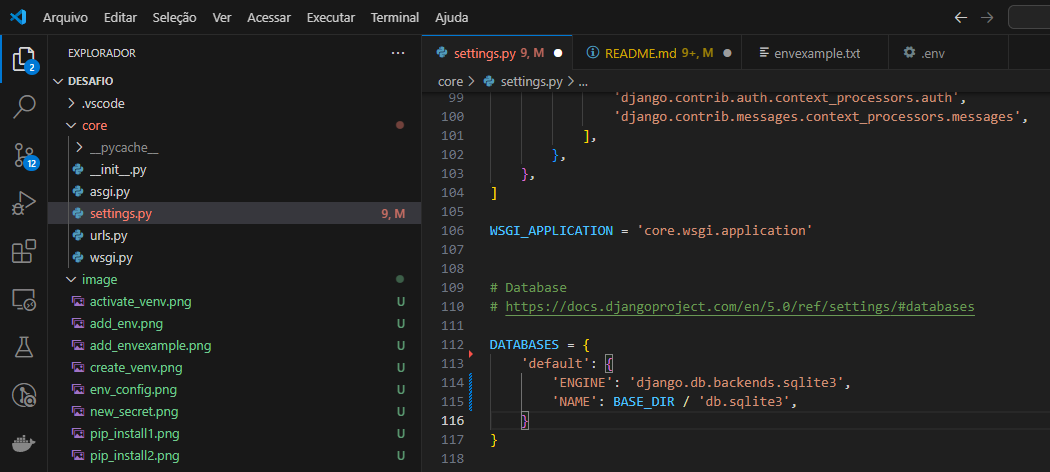 Arquivo Editar Seleção Ver Acessar Executar Terminal Ajuda
EXPLORADOR
DESAFIO
.vscode
core
__pycache__
__init__.py
asgi.py
settings.py 9, M
urls.py
wsgi.py
image
activate_venv.png U
add_env.png U
add_envexample.png U
create_venv.png U
env_config.png U
new_secret.png U
pip_install1.png U
pip_install2.png U
2
12
settings.py 9, M README.md 9+, M envexample.txt .env
core > settings.py > ...
99 'django.contrib.auth.context_processors.auth',
100 'django.contrib.messages.context_processors.messages',
101 ],
102 },
103 },
104 ]
105
106 WSGI_APPLICATION = 'core.wsgi.application'
107
108
109 # Database
110 # https://docs.djangoproject.com/en/5.0/ref/settings/#databases
111
112 DATABASES = {
113 'default': {
114 'ENGINE': 'django.db.backends.sqlite3',
115 'NAME': BASE_DIR / 'db.sqlite3',
116 }
117 }
118